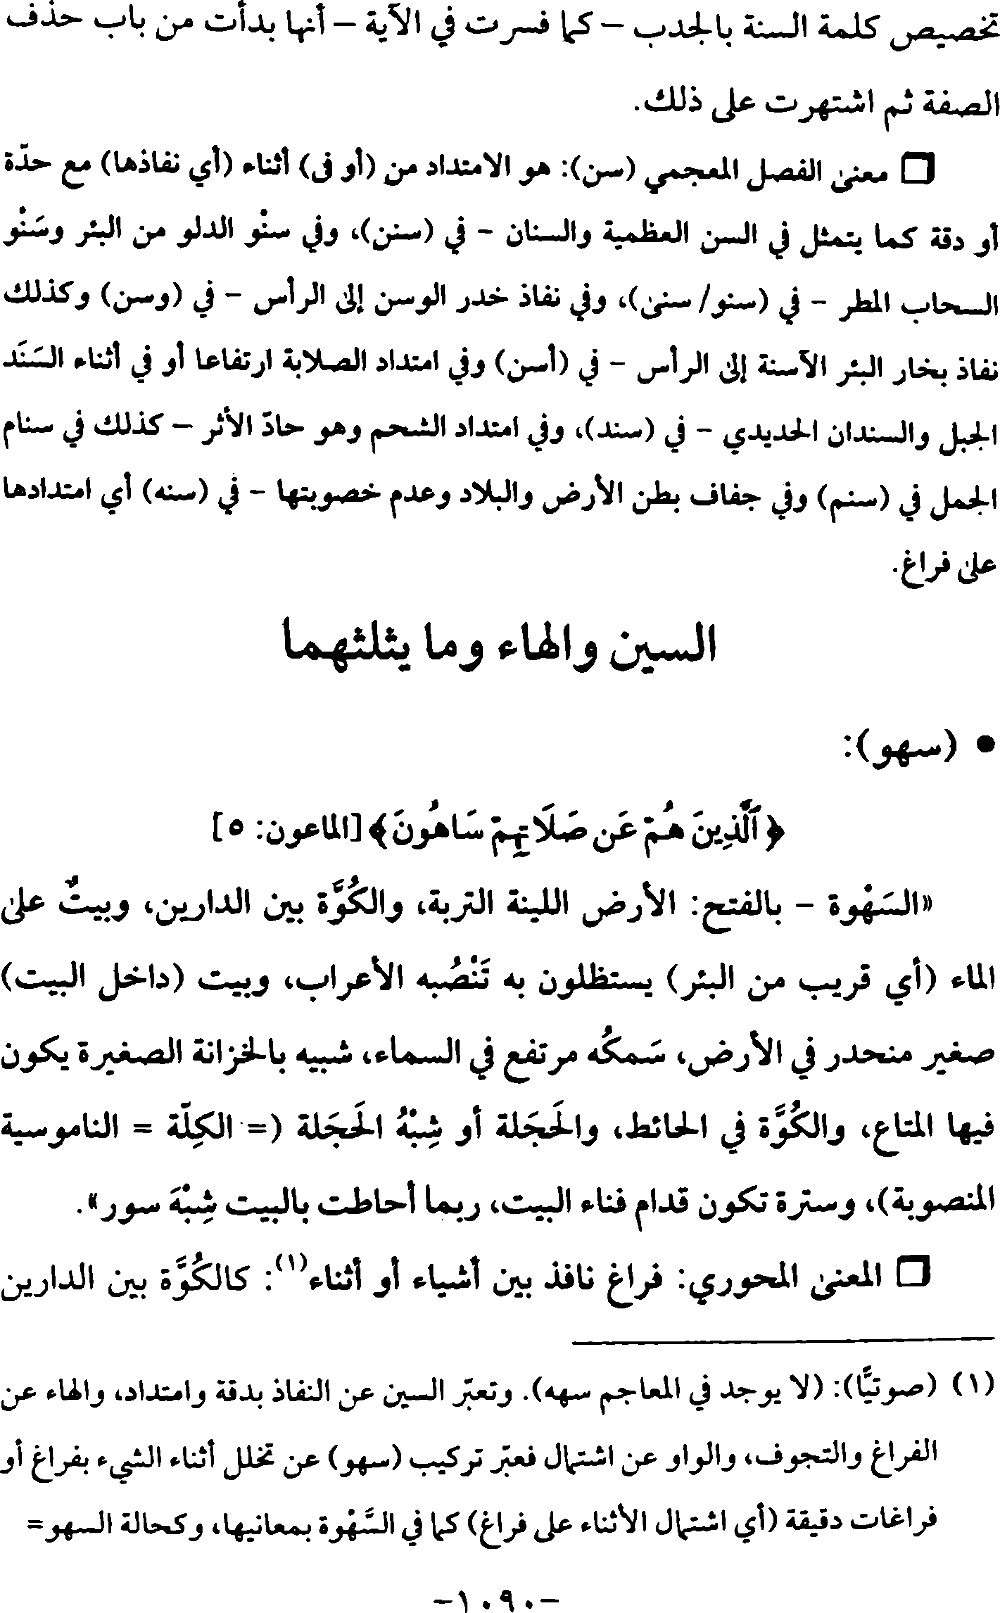 تخصيص كلمة السنة بالجدب – كما فسرت في الآية – أنها بدأت من باب حذف
الصفة ثم اشتهرت على ذلك.
❑ معنى الفصل المعجمي (سن): هو الامتداد من (أو في) أثناء (أي نفاذها) مع حدّة
أو دقة كما يتمثل في السن العظمية والسنان – في (سنن)، وفي سنْو الدلو من البئر وسَنْو
السحاب المطر – في (سنو/ سنى)، وفي نفاذ خدر الوسن إلى الرأس – في (وسن) وكذلك
نفاذ بخار البئر الآسنة إلى الرأس – في (أسن) وفي امتداد الصلابة ارتفاعا أو في أثناء السَنَد
الجبل والسندان الحديدي – في (سند)، وفي امتداد الشحم وهو حادّ الأثر – كذلك في سنام
الجمل في (سنم) وفي جفاف بطن الأرض والبلاد وعدم خصوبتها – في (سنه) أي امتدادها
على فراغ.
السين والهاء وما يثلثهما
● (سهو):
﴿ ٱلَّذِينَ هُمْ عَن صَلَاتِهِمْ سَاهُونَ﴾ [الماعون: ٥]
«السَهْوة – بالفتح: الأرض اللينة التربة، والكُوَّة بين الدارين، وبيتٌ على
الماء (أي قريب من البئر) يستظلون به تَنْصُبه الأعراب، وبيت (داخل البيت)
صغير منحدر في الأرض، سَمكُه مرتفع في السماء، شبيه بالخزانة الصغيرة يكون
فيها المتاع، والكُوَّة في الحائط، والحَجَلة أو شِبْهُ الحَجَلة (= الكِلّة = الناموسية
المنصوبة)، وسترة تكون قدام فناء البيت، ربما أحاطت بالبيت شِبْهَ سور».
❑ المعنى المحوري: فراغ نافذ بين أشياء أو أثناء(١): كالكُوَّة بين الدارين
(١) (صوتيًّا): (لا يوجد في المعاجم سهه). وتعبّر السين عن النفاذ بدقة وامتداد، والهاء عن
الفراغ والتجوف، والواو عن اشتمال فعبّر تركيب (سهو) عن تخلل أثناء الشيء بفراغ أو
فراغات دقيقة (أي اشتمال الأثناء على فراغ) كما في السَّهْوة بمعانيها، وكحالة السهو=
-١٠٩٠-